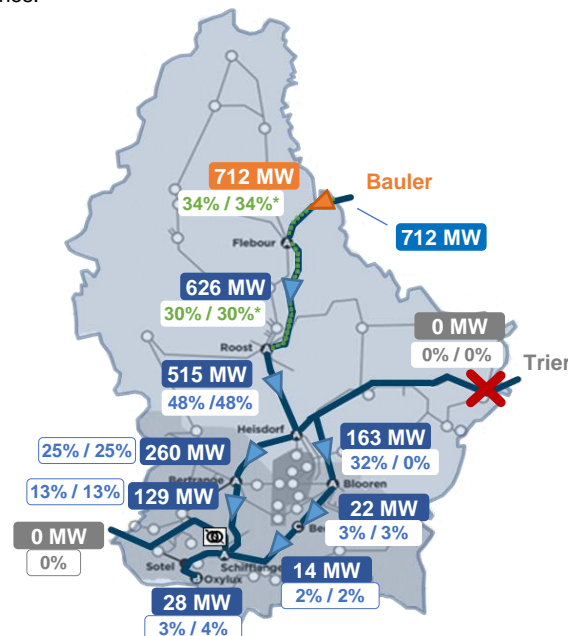 712 MW
Bauler
34% / 34%*
712 MW
Flebour
626 MW
30% / 30%*
0 MW
0% / 0%
Roost
Trier
515 MW
48% /48%
Heisdorf
163 MW
25% / 25%
260 MW
32% / 0%
Bertrange
Blooren
13% / 13%
129 MW
22 MW
3% / 3%
0 MW
0%
Sotel
Oxylux
14 MW
2% / 2%
28 MW
3% / 4%